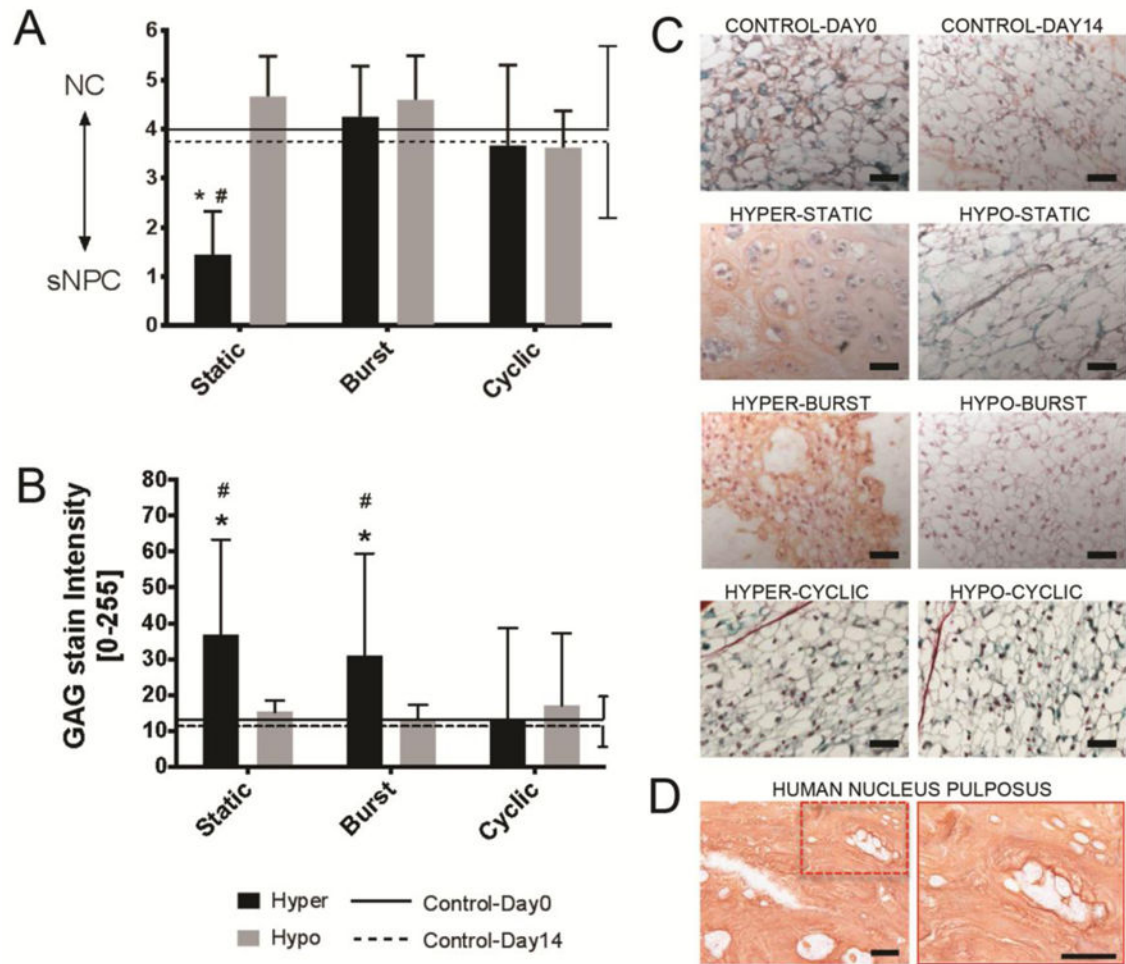 A
NC
sNPC
6
5
4
3
2
1
0
* #
Static
Burst
Cyclic
B
GAG stain Intensity
[0-255]
80
70
60
50
40
30
20
10
0
#
*
#
*
Static
Burst
Cyclic
Hyper
Control-Day0
Hypo
Control-Day14
C
CONTROL-DAY0
CONTROL-DAY14
HYPER-STATIC
HYPO-STATIC
HYPER-BURST
HYPO-BURST
HYPER-CYCLIC
HYPO-CYCLIC
D
HUMAN NUCLEUS PULPOSUS